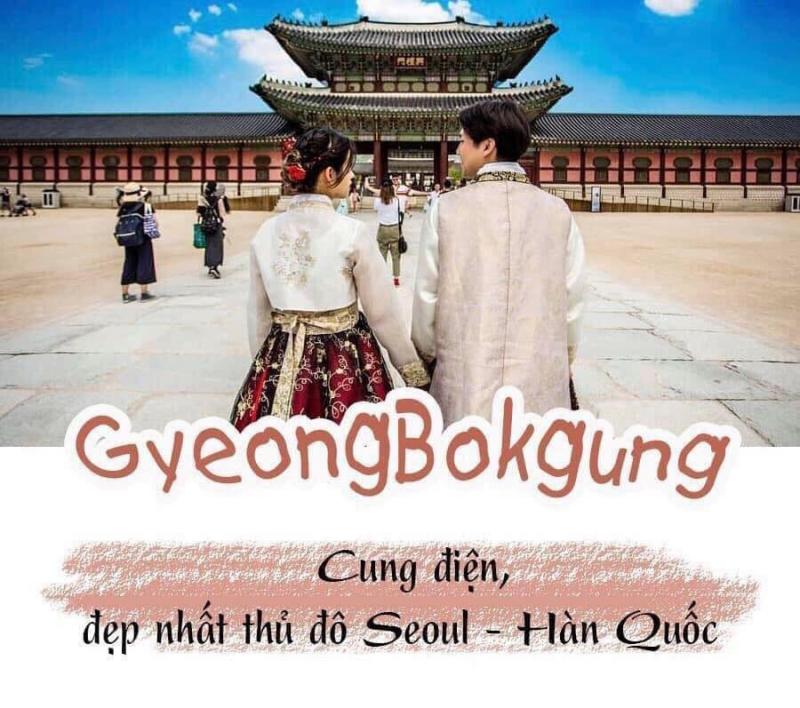 GyeongBokgung
Cung điện,
đẹp nhất thủ đô Seoul - Hàn Quốc